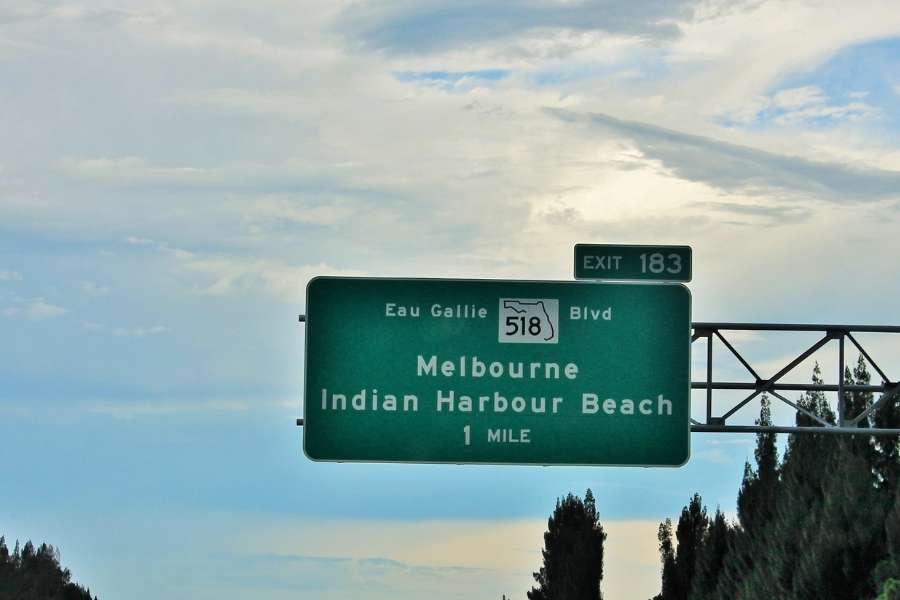 EXIT 183
Eau Gallie 518 Blvd
Melbourne
Indian Harbour Beach
1 MILE